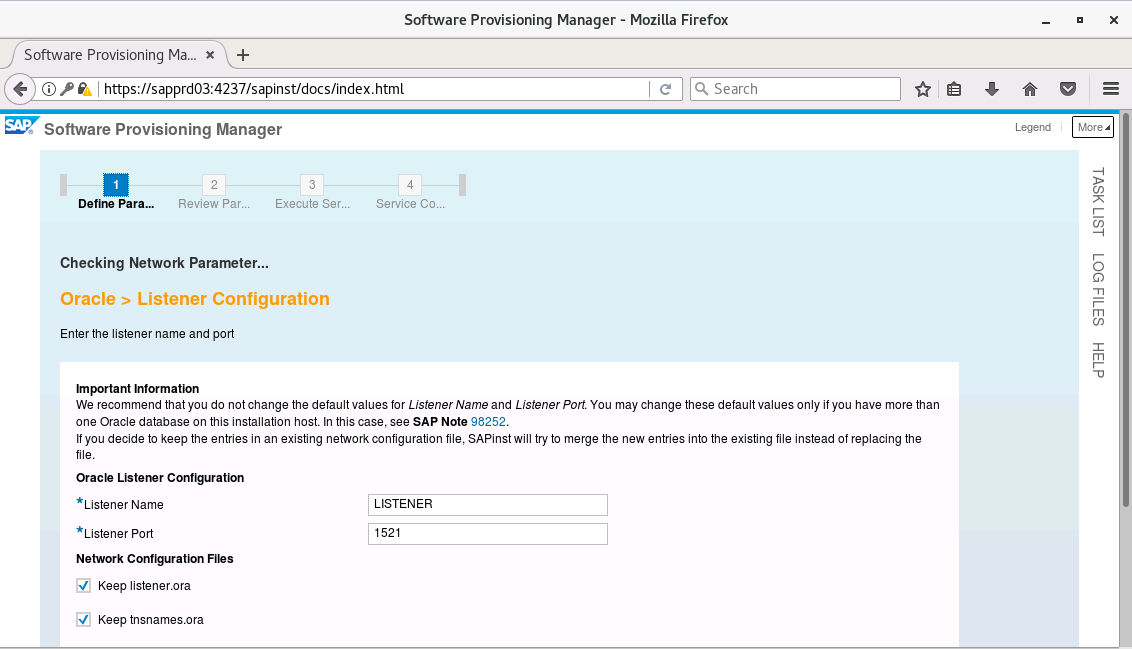 Software Provisioning Manager - Mozilla Firefox
Software Provisioning Ma...
https://sapprd03:4237/sapinst/docs/index.html
Search
SAP
Software Provisioning Manager
Legend
More
1 2 3 4
Define Para... Review Par... Execute Ser... Service Co...
TASK LIST
LOG FILES
HELP
Checking Network Parameter...
Oracle > Listener Configuration
Enter the listener name and port
Important Information
We recommend that you do not change the default values for Listener Name and Listener Port. You may change these default values only if you have more than
one Oracle database on this installation host. In this case, see SAP Note 98252.
If you decide to keep the entries in an existing network configuration file, SAPinst will try to merge the new entries into the existing file instead of replacing the
file.
Oracle Listener Configuration
*Listener Name LISTENER
*Listener Port 1521
Network Configuration Files
Keep listener.ora
Keep tnsnames.ora